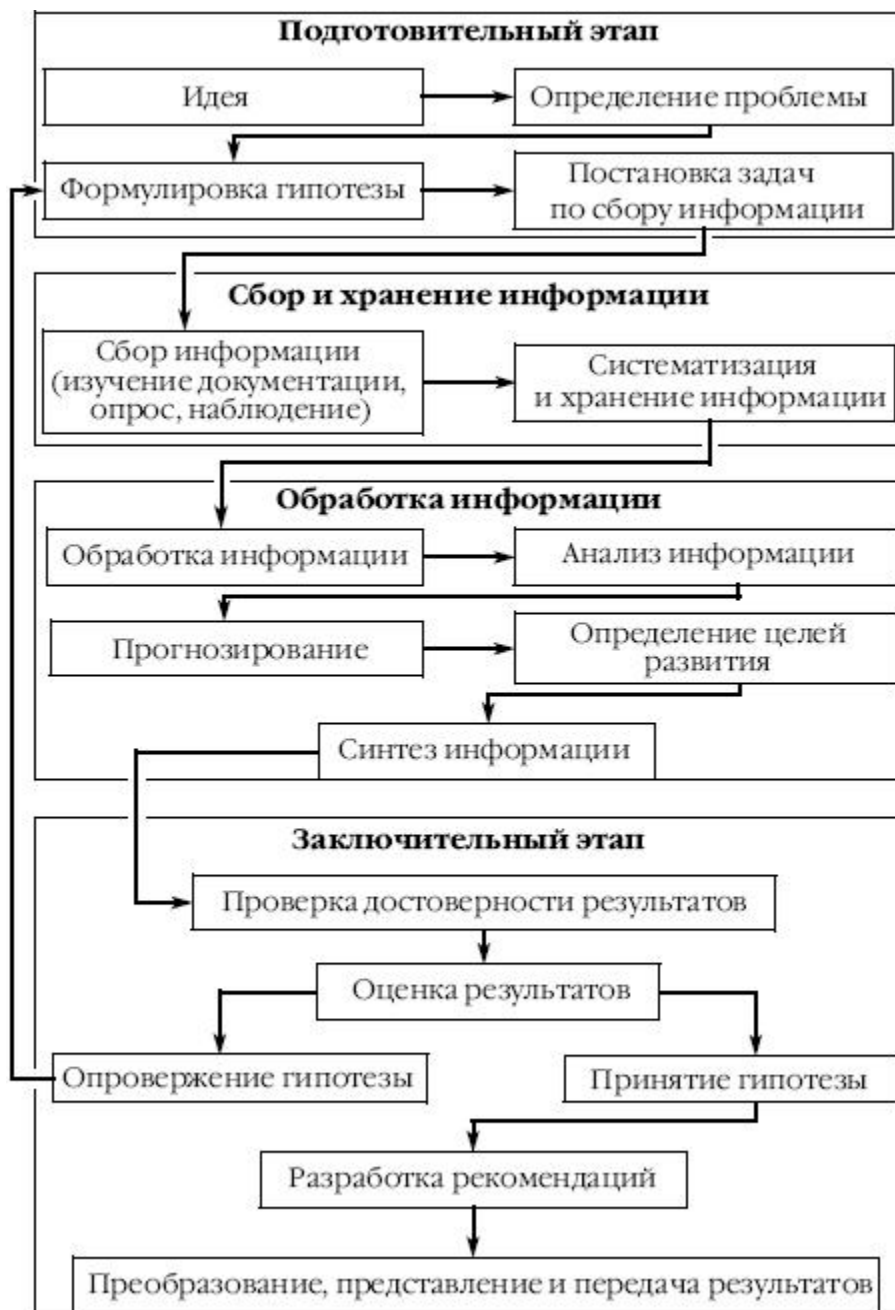 Подготовительный этап
Идея
Определение проблемы
Формулировка гипотезы
Постановка задач
по сбору информации
Сбор и хранение информации
Сбор информации
(изучение документации,
опрос, наблюдение)
Систематизация
и хранение информации
Обработка информации
Обработка информации
Анализ информации
Прогнозирование
Определение целей
развития
Синтез информации
Заключительный этап
Проверка достоверности результатов
Оценка результатов
Опровержение гипотезы
Принятие гипотезы
Разработка рекомендаций
Преобразование, представление и передача результатов